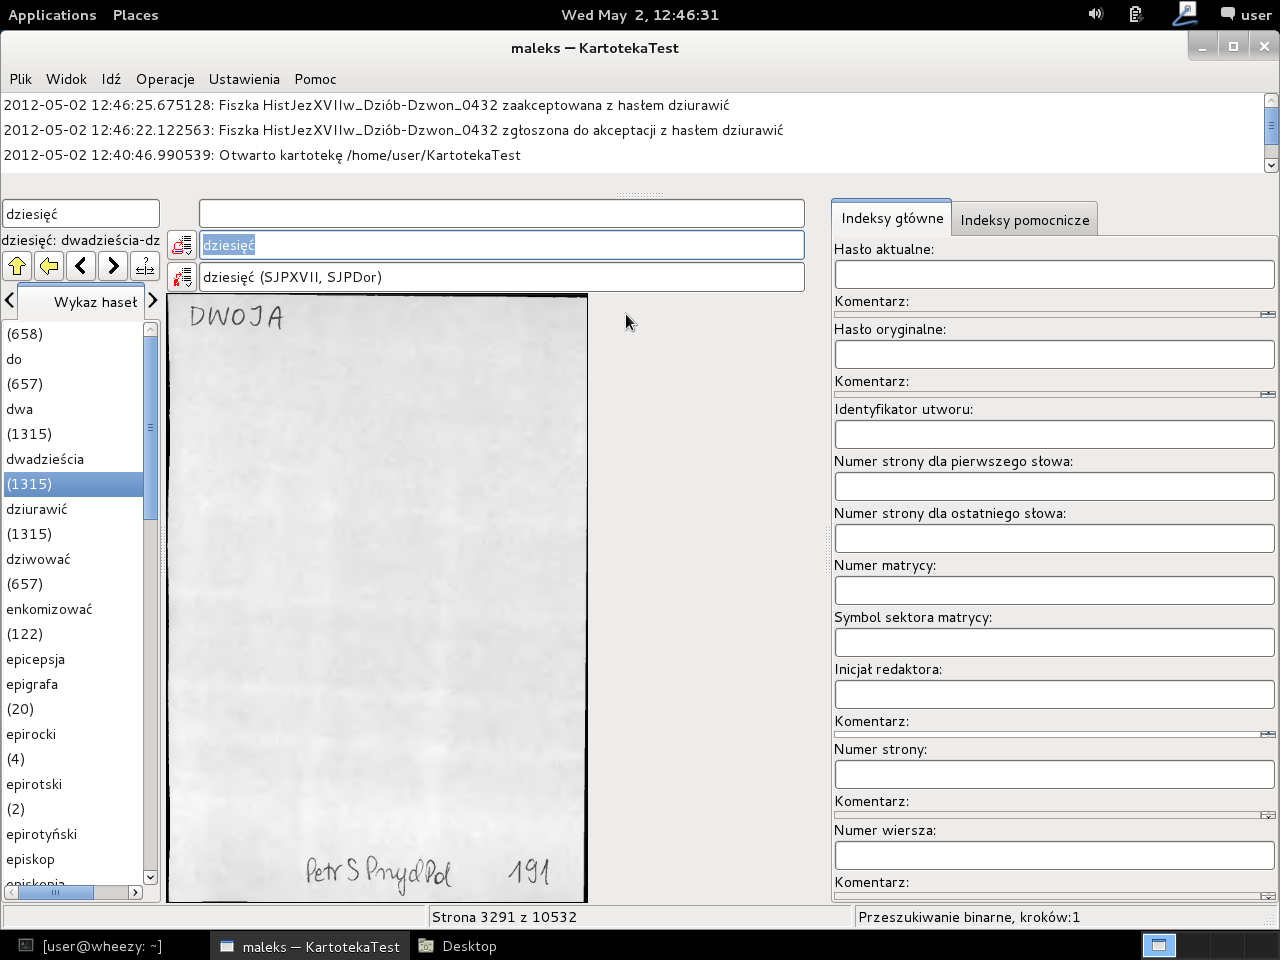 Applications Places Wed May 2, 12:46:31 user
maleks — KartotekaTest
Plik Widok Idź Operacje Ustawienia Pomoc
2012-05-02 12:46:25.675128: Fiszka HistJezXVIIw_Dziób-Dzwon_0432 zaakceptowana z hasłem dziurawić
2012-05-02 12:46:22.122563: Fiszka HistJezXVIIw_Dziób-Dzwon_0432 zgłoszona do akceptacji z hasłem dziurawić
2012-05-02 12:40:46.990539: Otwarto kartotekę /home/user/KartotekaTest
dziesięć
dziesięć: dwadzieścia-dz
Wykaz haseł
(658)
do
(657)
dwa
(1315)
dwadzieścia
(1315)
dziurawić
(1315)
dziwować
(657)
enkomizować
(122)
epicepsja
epigrafa
(20)
epirocki
(4)
epirotski
(2)
epirotyński
episkop
episkopia
dziesięć
dziesięć (SJPXVII, SJPDor)
DWOJA
PetrSPrzydPol 191
Indeksy główne Indeksy pomocnicze
Hasło aktualne:
Komentarz:
Hasło oryginalne:
Komentarz:
Identyfikator utworu:
Numer strony dla pierwszego słowa:
Numer strony dla ostatniego słowa:
Numer matrycy:
Symbol sektora matrycy:
Inicjał redaktora:
Komentarz:
Numer strony:
Komentarz:
Numer wiersza:
Komentarz:
Strona 3291 z 10532
Przeszukiwanie binarne, kroków:1
[user@wheezy: ~] maleks — KartotekaTest Desktop